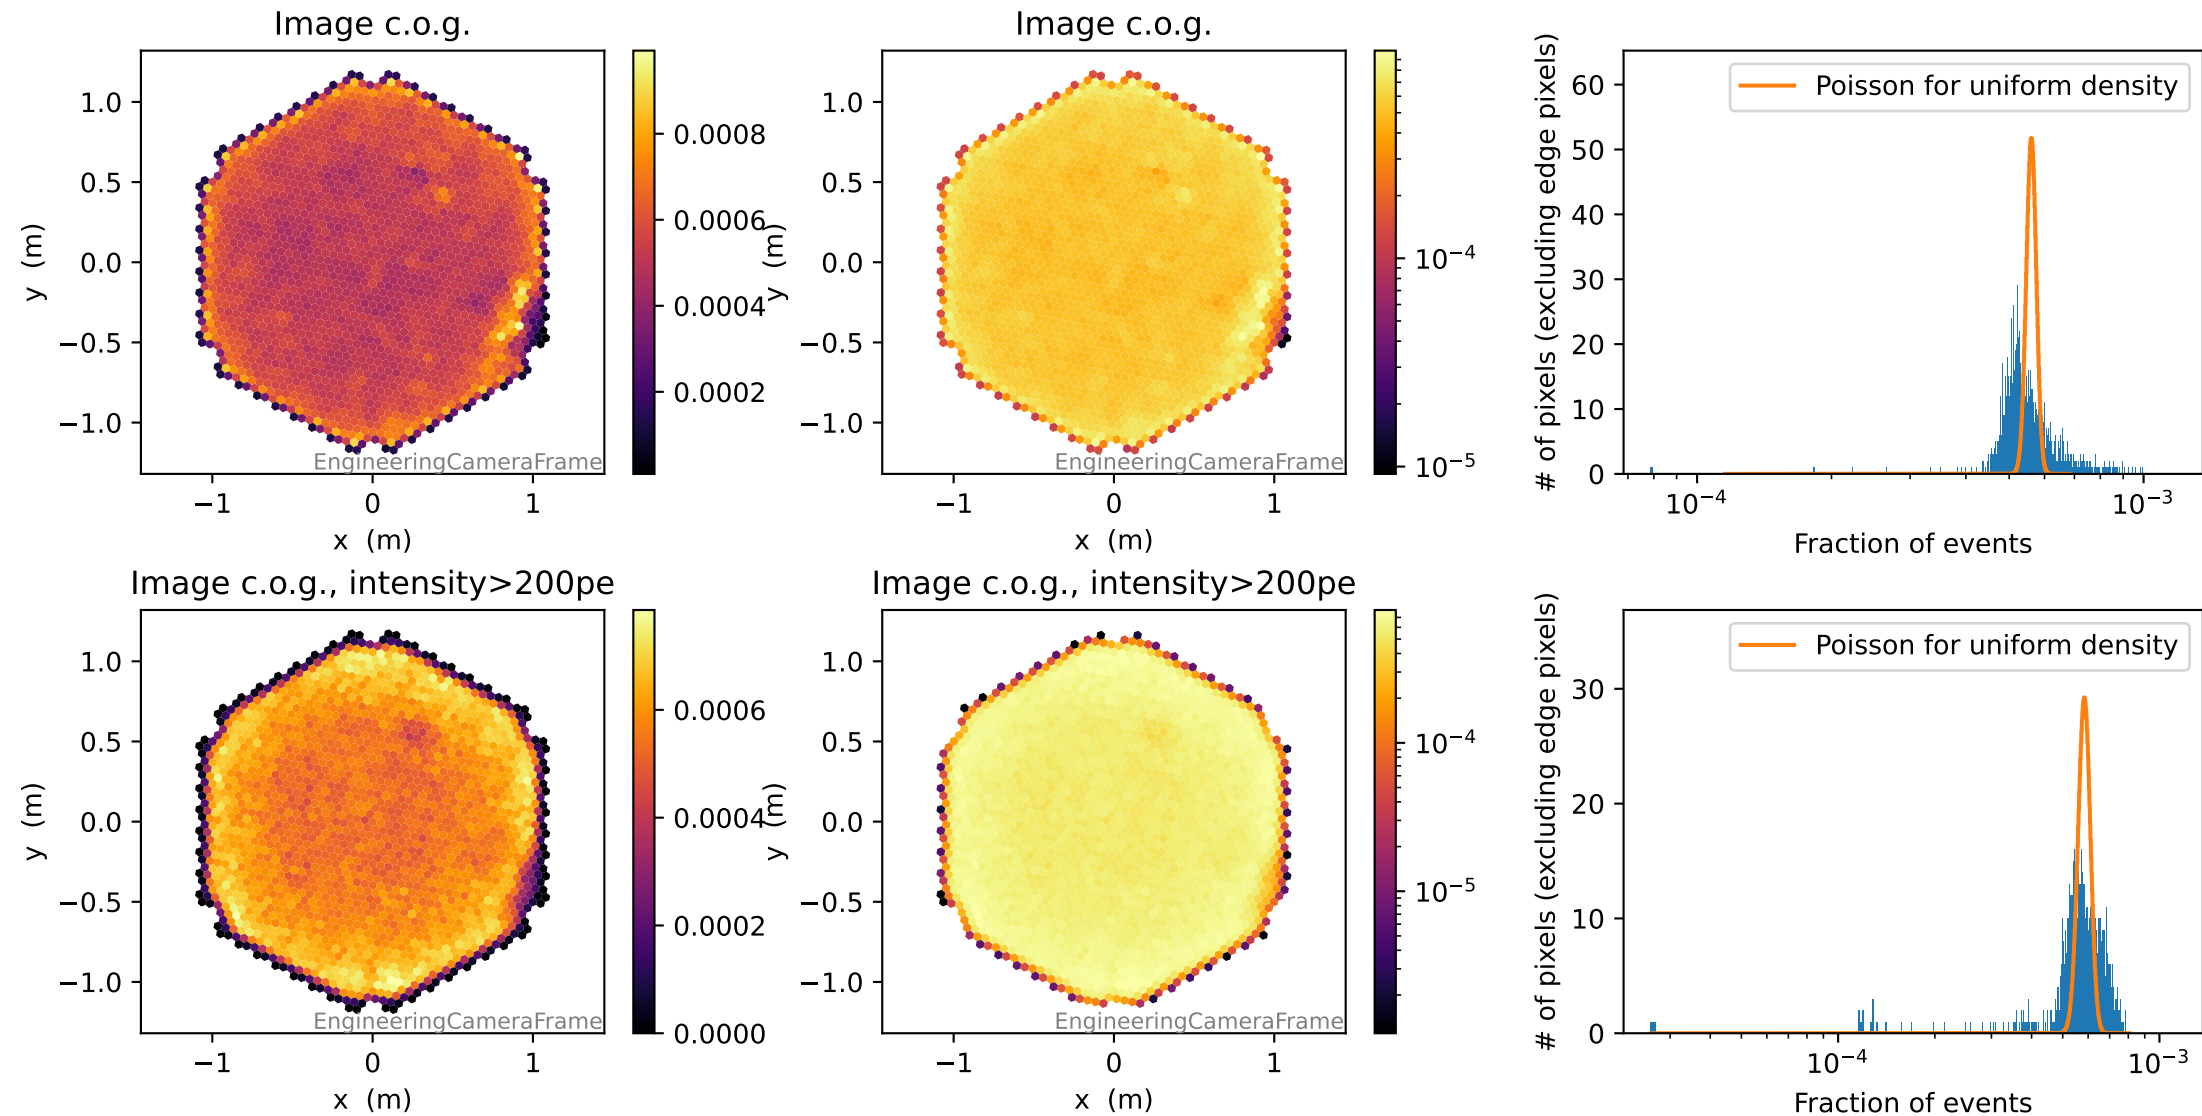 Image c.o.g.
y (m)
1.0
0.5
0.0
−0.5
−1.0
−1
0
1
x (m)
EngineeringCameraFrame
0.0008
0.0006
0.0004
0.0002
Image c.o.g.
y (m)
1.0
0.5
0.0
−0.5
−1.0
−1
0
1
x (m)
EngineeringCameraFrame
10−4
10−5
# of pixels (excluding edge pixels)
60
50
40
30
20
10
0
Poisson for uniform density
10−4
10−3
Fraction of events
Image c.o.g., intensity>200pe
y (m)
1.0
0.5
0.0
−0.5
−1.0
−1
0
1
x (m)
EngineeringCameraFrame
0.0006
0.0004
0.0002
0.0000
Image c.o.g., intensity>200pe
y (m)
1.0
0.5
0.0
−0.5
−1.0
−1
0
1
x (m)
EngineeringCameraFrame
10−4
10−5
# of pixels (excluding edge pixels)
30
20
10
0
Poisson for uniform density
10−4
10−3
Fraction of events